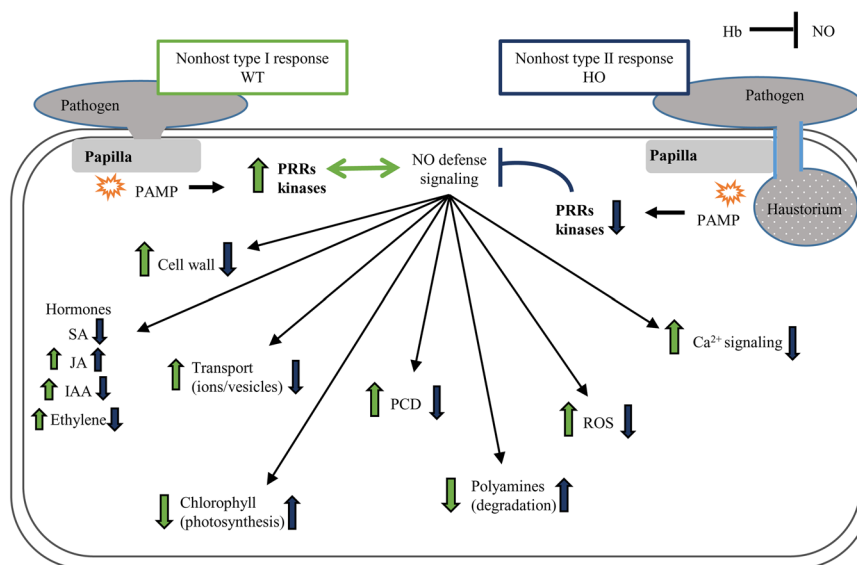 Hb NO
Nonhost type I response
WT
Nonhost type II response
HO
Pathogen
Pathogen
Papilla
PAMP
PRRs
kinases
NO defense
signaling
PRRs
kinases
Papilla
PAMP
Haustorium
Cell wall
Hormones
SA
JA
IAA
Ethylene
Transport
(ions/vesicles)
PCD
ROS
Ca²⁺ signaling
Chlorophyll
(photosynthesis)
Polyamines
(degradation)